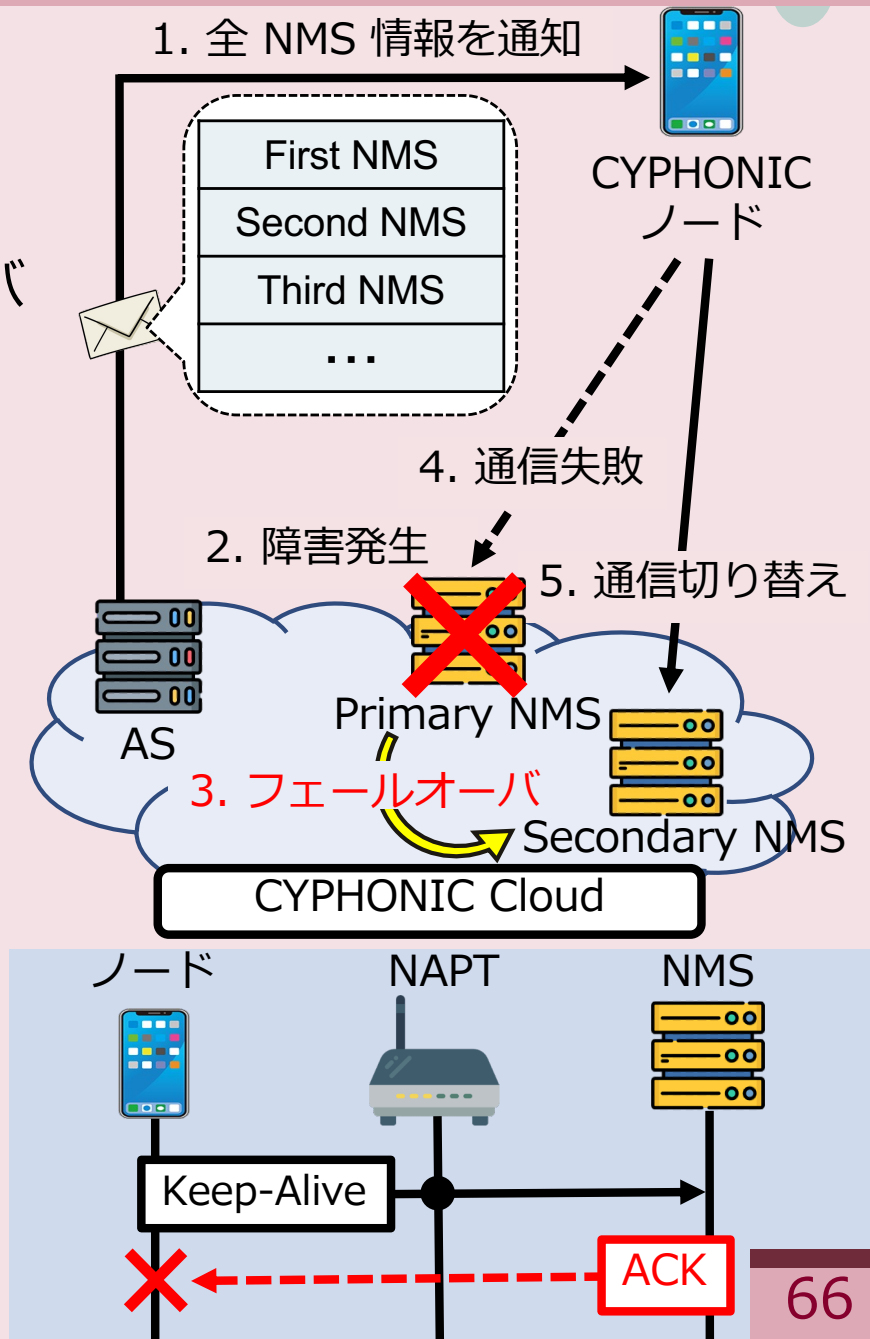 1. 全 NMS 情報を通知
First NMS
Second NMS
Third NMS
...
CYPHONIC
ノード
バ
4. 通信失敗
2. 障害発生
5. 通信切り替え
Primary NMS
AS
3. フェールオーバ
Secondary NMS
CYPHONIC Cloud
ノード
NAPT
NMS
Keep-Alive
ACK
66